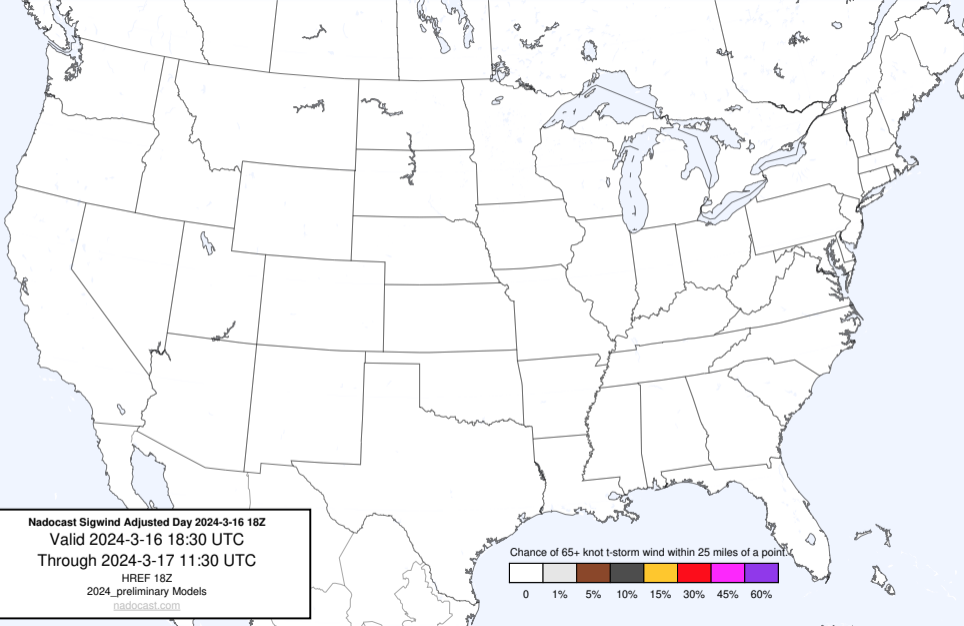 Nadocast Sigwind Adjusted Day 2024-3-16 18Z
Valid 2024-3-16 18:30 UTC
Through 2024-3-17 11:30 UTC
HREF 18Z
2024_preliminary Models
nadocast.com
Chance of 65+ knot t-storm wind within 25 miles of a point.
0 1% 5% 10% 15% 30% 45% 60%